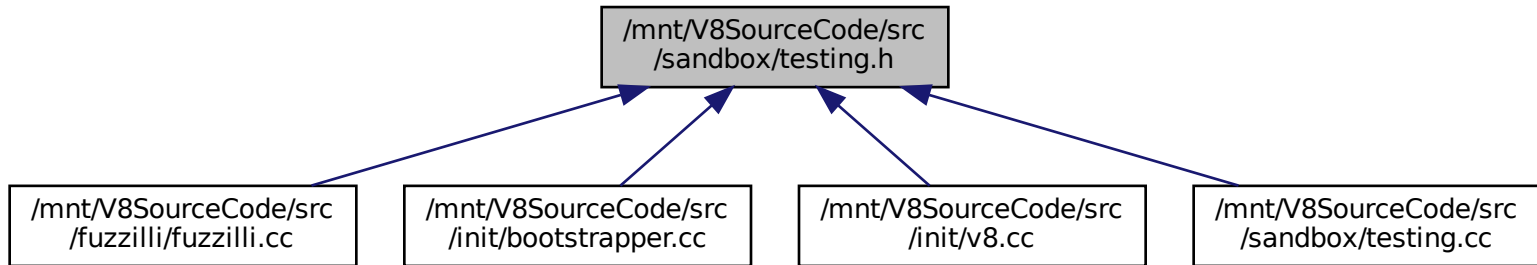 /mnt/V8SourceCode/src
/sandbox/testing.h
/mnt/V8SourceCode/src
/fuzzilli/fuzzilli.cc
/mnt/V8SourceCode/src
/init/bootstrapper.cc
/mnt/V8SourceCode/src
/init/v8.cc
/mnt/V8SourceCode/src
/sandbox/testing.cc